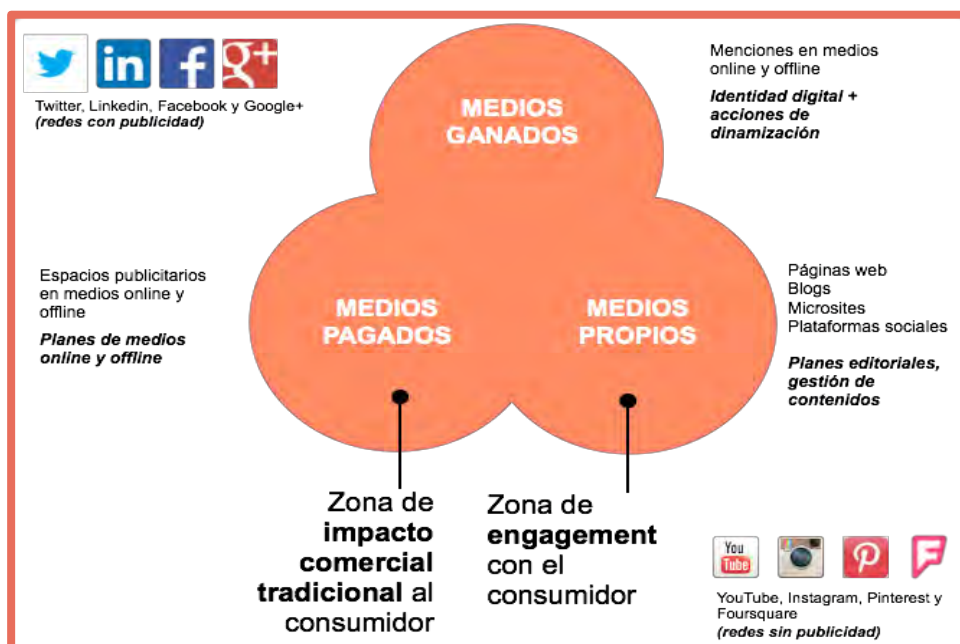 in f g+
Twitter, Linkedin, Facebook y Google+
(redes con publicidad)
MEDIOS
GANADOS
Menciones en medios
online y offline
Identidad digital +
acciones de
dinamización
Espacios publicitarios
en medios online y
offline
Planes de medios
online y offline
MEDIOS
PAGADOS
MEDIOS
PROPIOS
Páginas web
Blogs
Microsites
Plataformas sociales
Planes editoriales,
gestión de
contenidos
Zona de
impacto
comercial
tradicional al
consumidor
Zona de
engagement
con el
consumidor
You
Tube
YouTube, Instagram, Pinterest y
Foursquare
(redes sin publicidad)